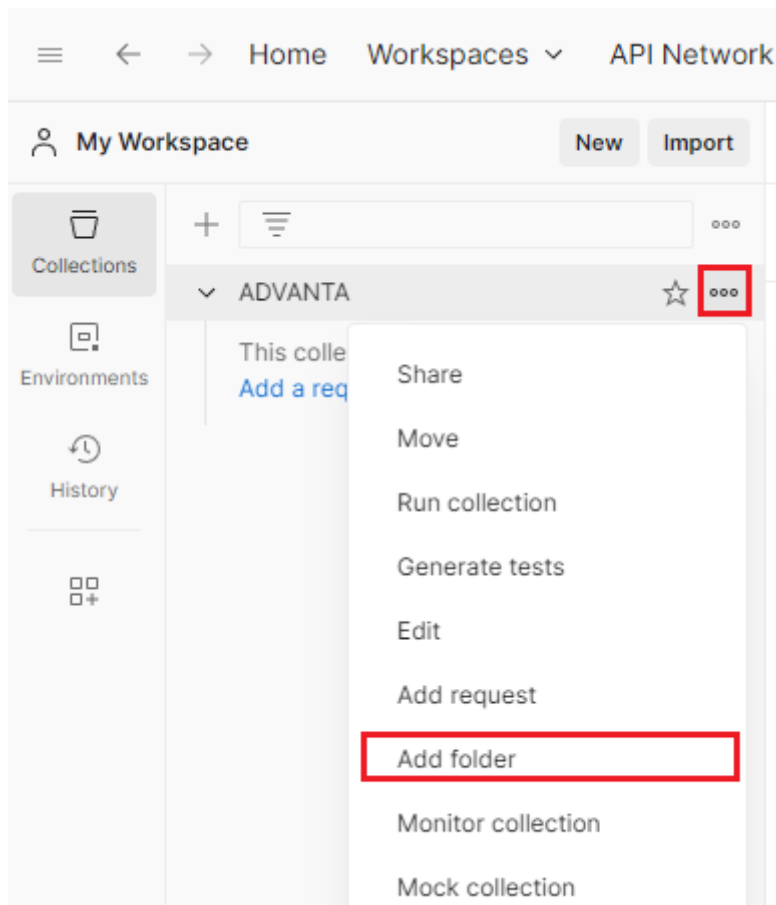 Home Workspaces API Network
My Workspace New Import
Collections
ADVANTA
This colle
Add a req
Environments
History
Share
Move
Run collection
Generate tests
Edit
Add request
Add folder
Monitor collection
Mock collection